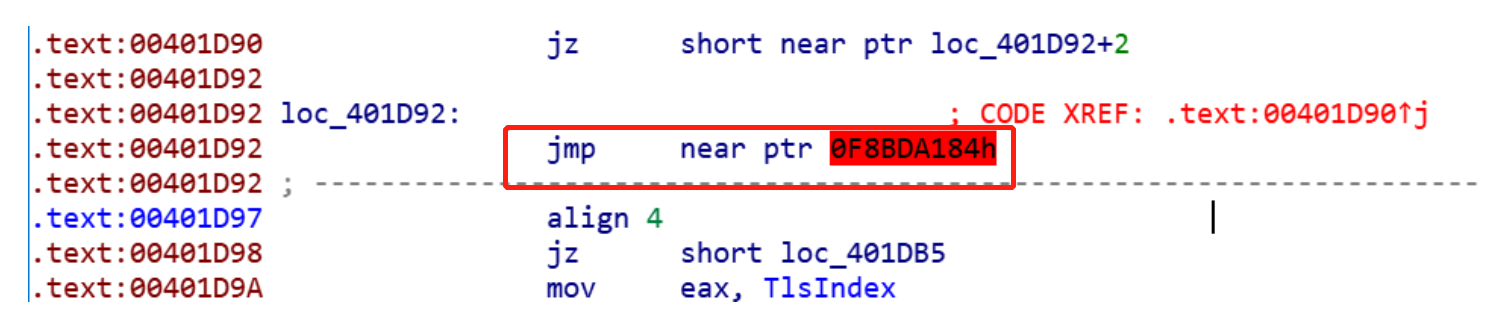 .text:00401D90 jz short near ptr loc_401D92+2
.text:00401D92
.text:00401D92 loc_401D92: ; CODE XREF: .text:00401D90↑j
.text:00401D92 jmp near ptr 0F8BDA184h
.text:00401D92 ; ---------------------------------------------------------------------------
.text:00401D97 align 4
.text:00401D98 jz short loc_401DB5
.text:00401D9A mov eax, TlsIndex